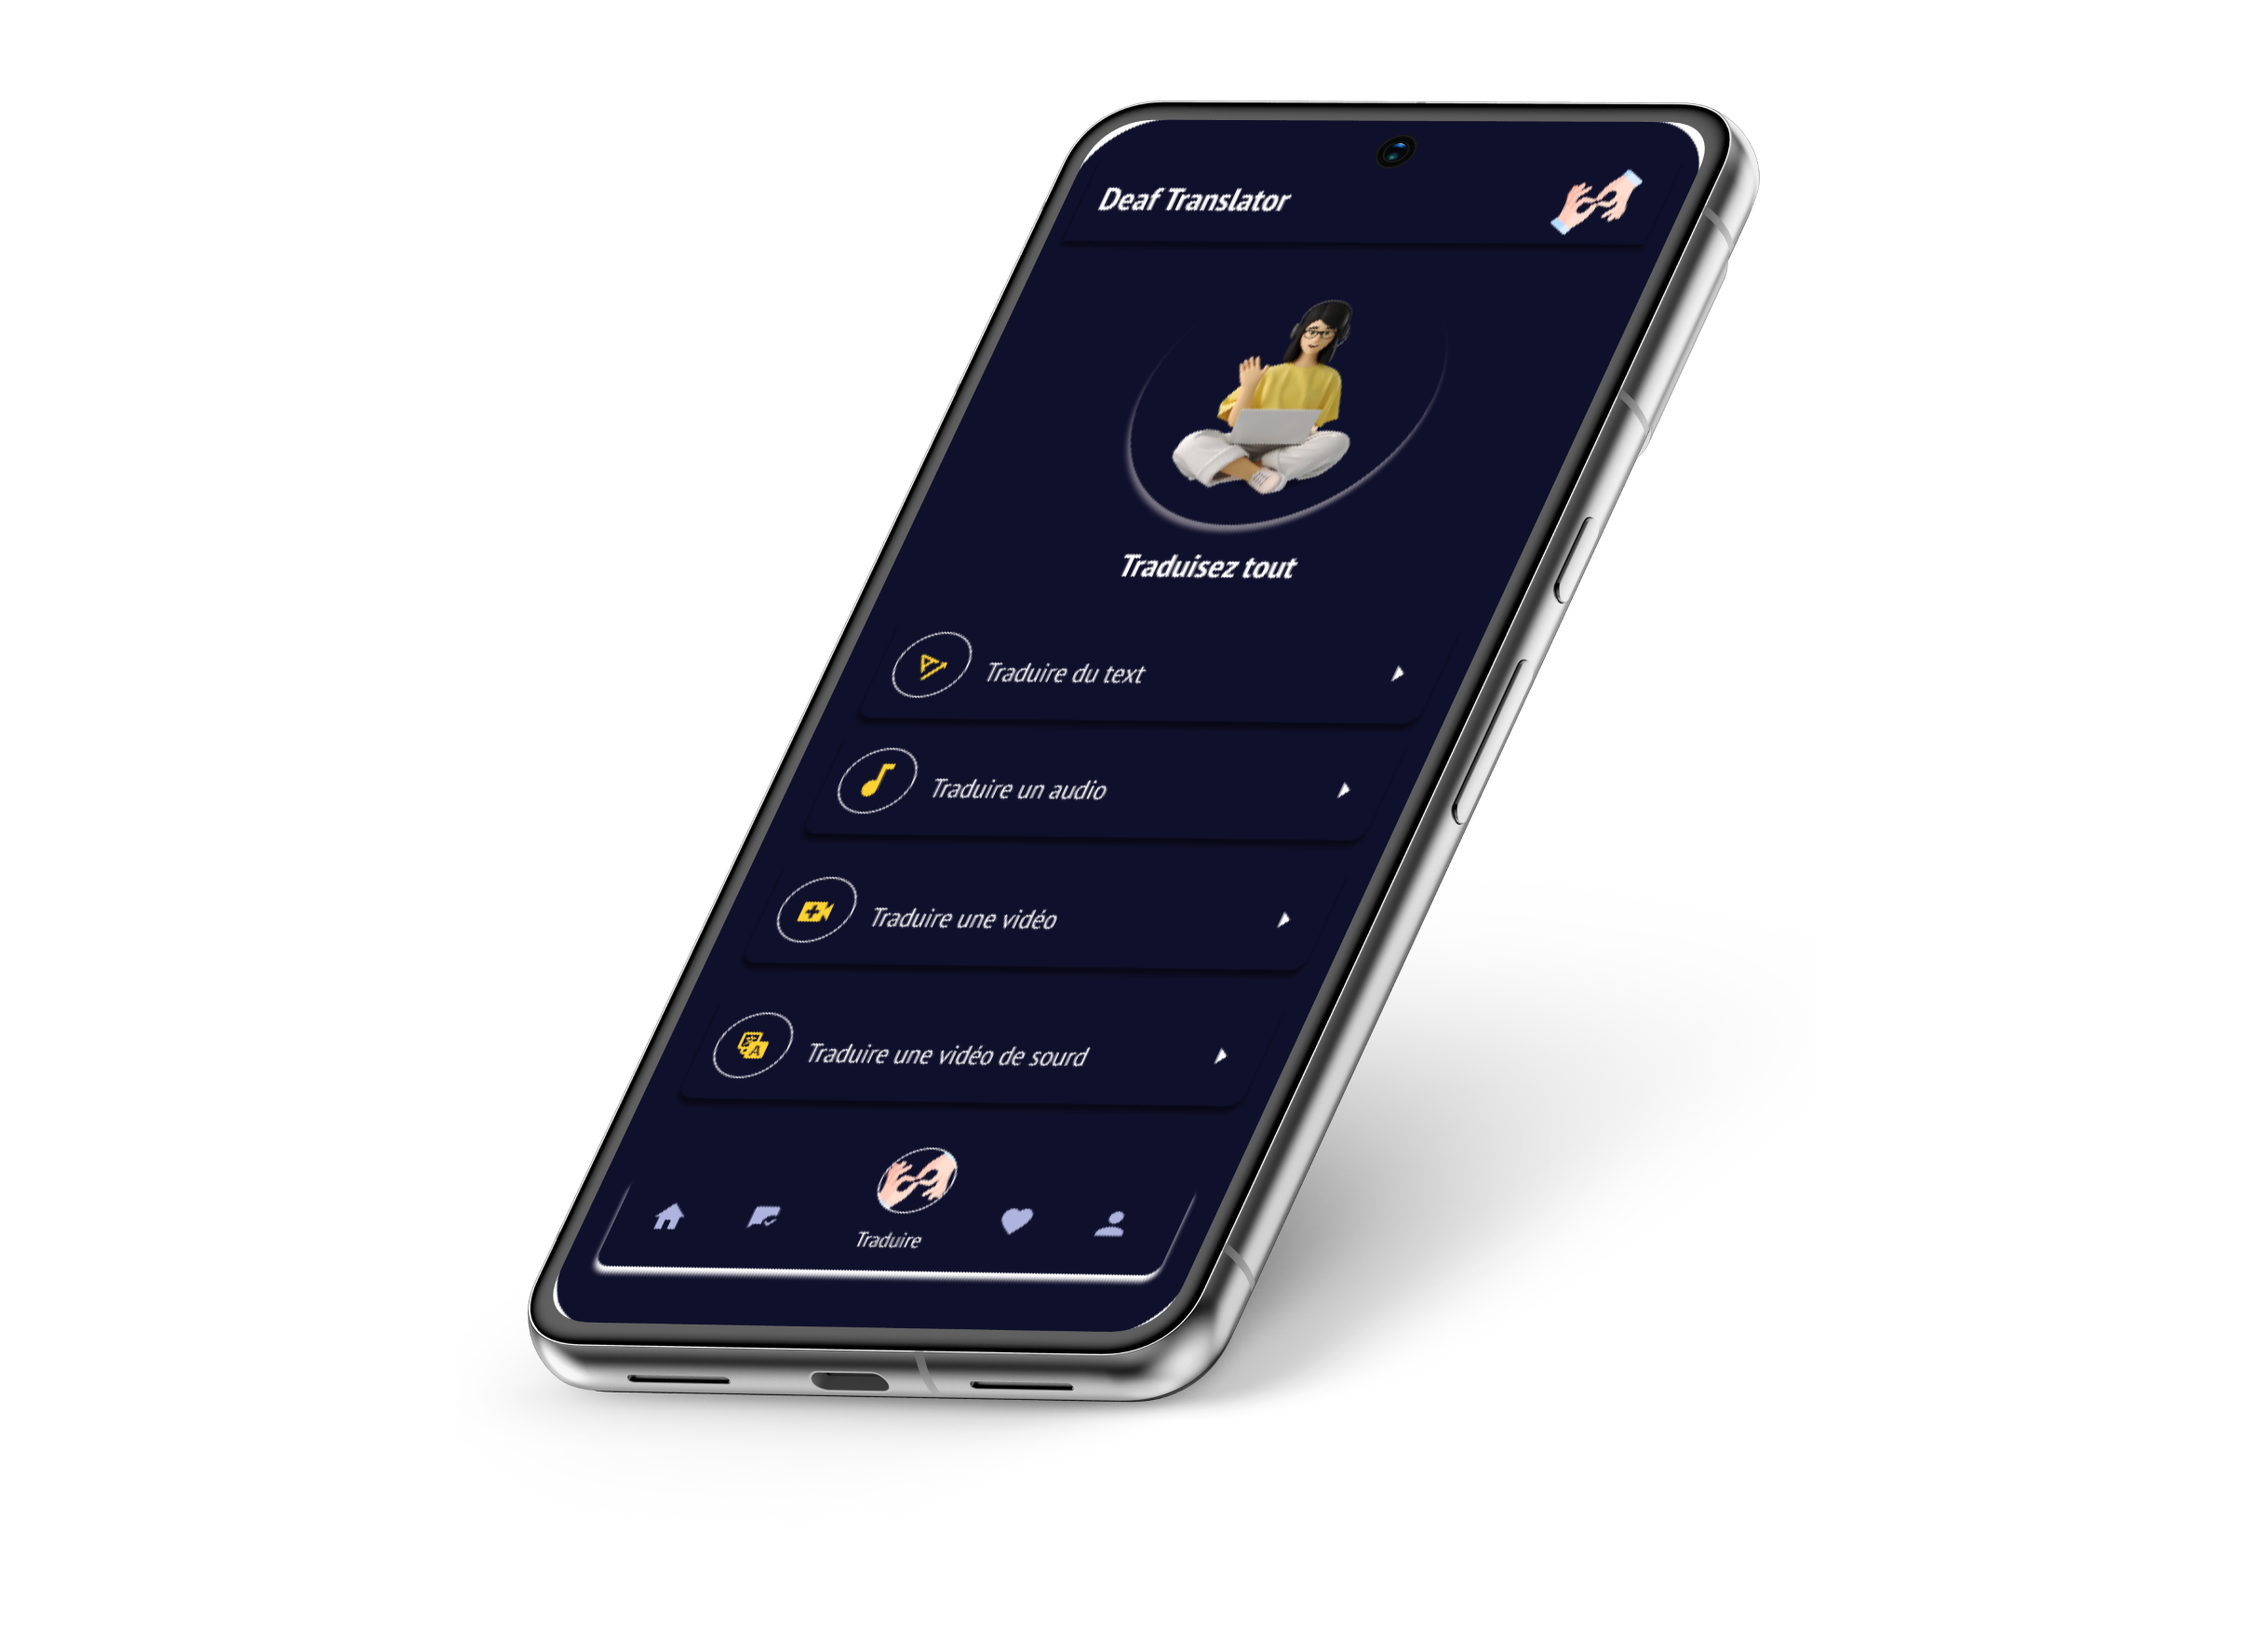 Deaf Translator
Traduisez tout
Traduire du text
Traduire un audio
Traduire une vidéo
Traduire une vidéo de sourd
Traduire